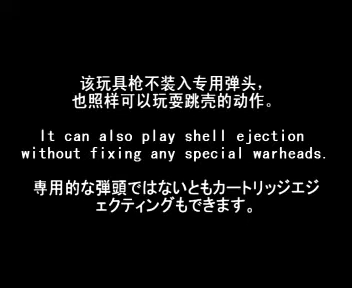 该玩具枪不装入专用弹头，
也照样可以玩耍跳壳的动作。
It can also play shell ejection
without fixing any special warheads.
専用的な弾頭ではないともカートリッジエジ
ェクティングもできます。